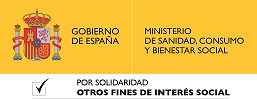 GOBIERNO
DE ESPAÑA
MINISTERIO
DE SANIDAD, CONSUMO
Y BIENESTAR SOCIAL
POR SOLIDARIDAD
OTROS FINES DE INTERÉS SOCIAL